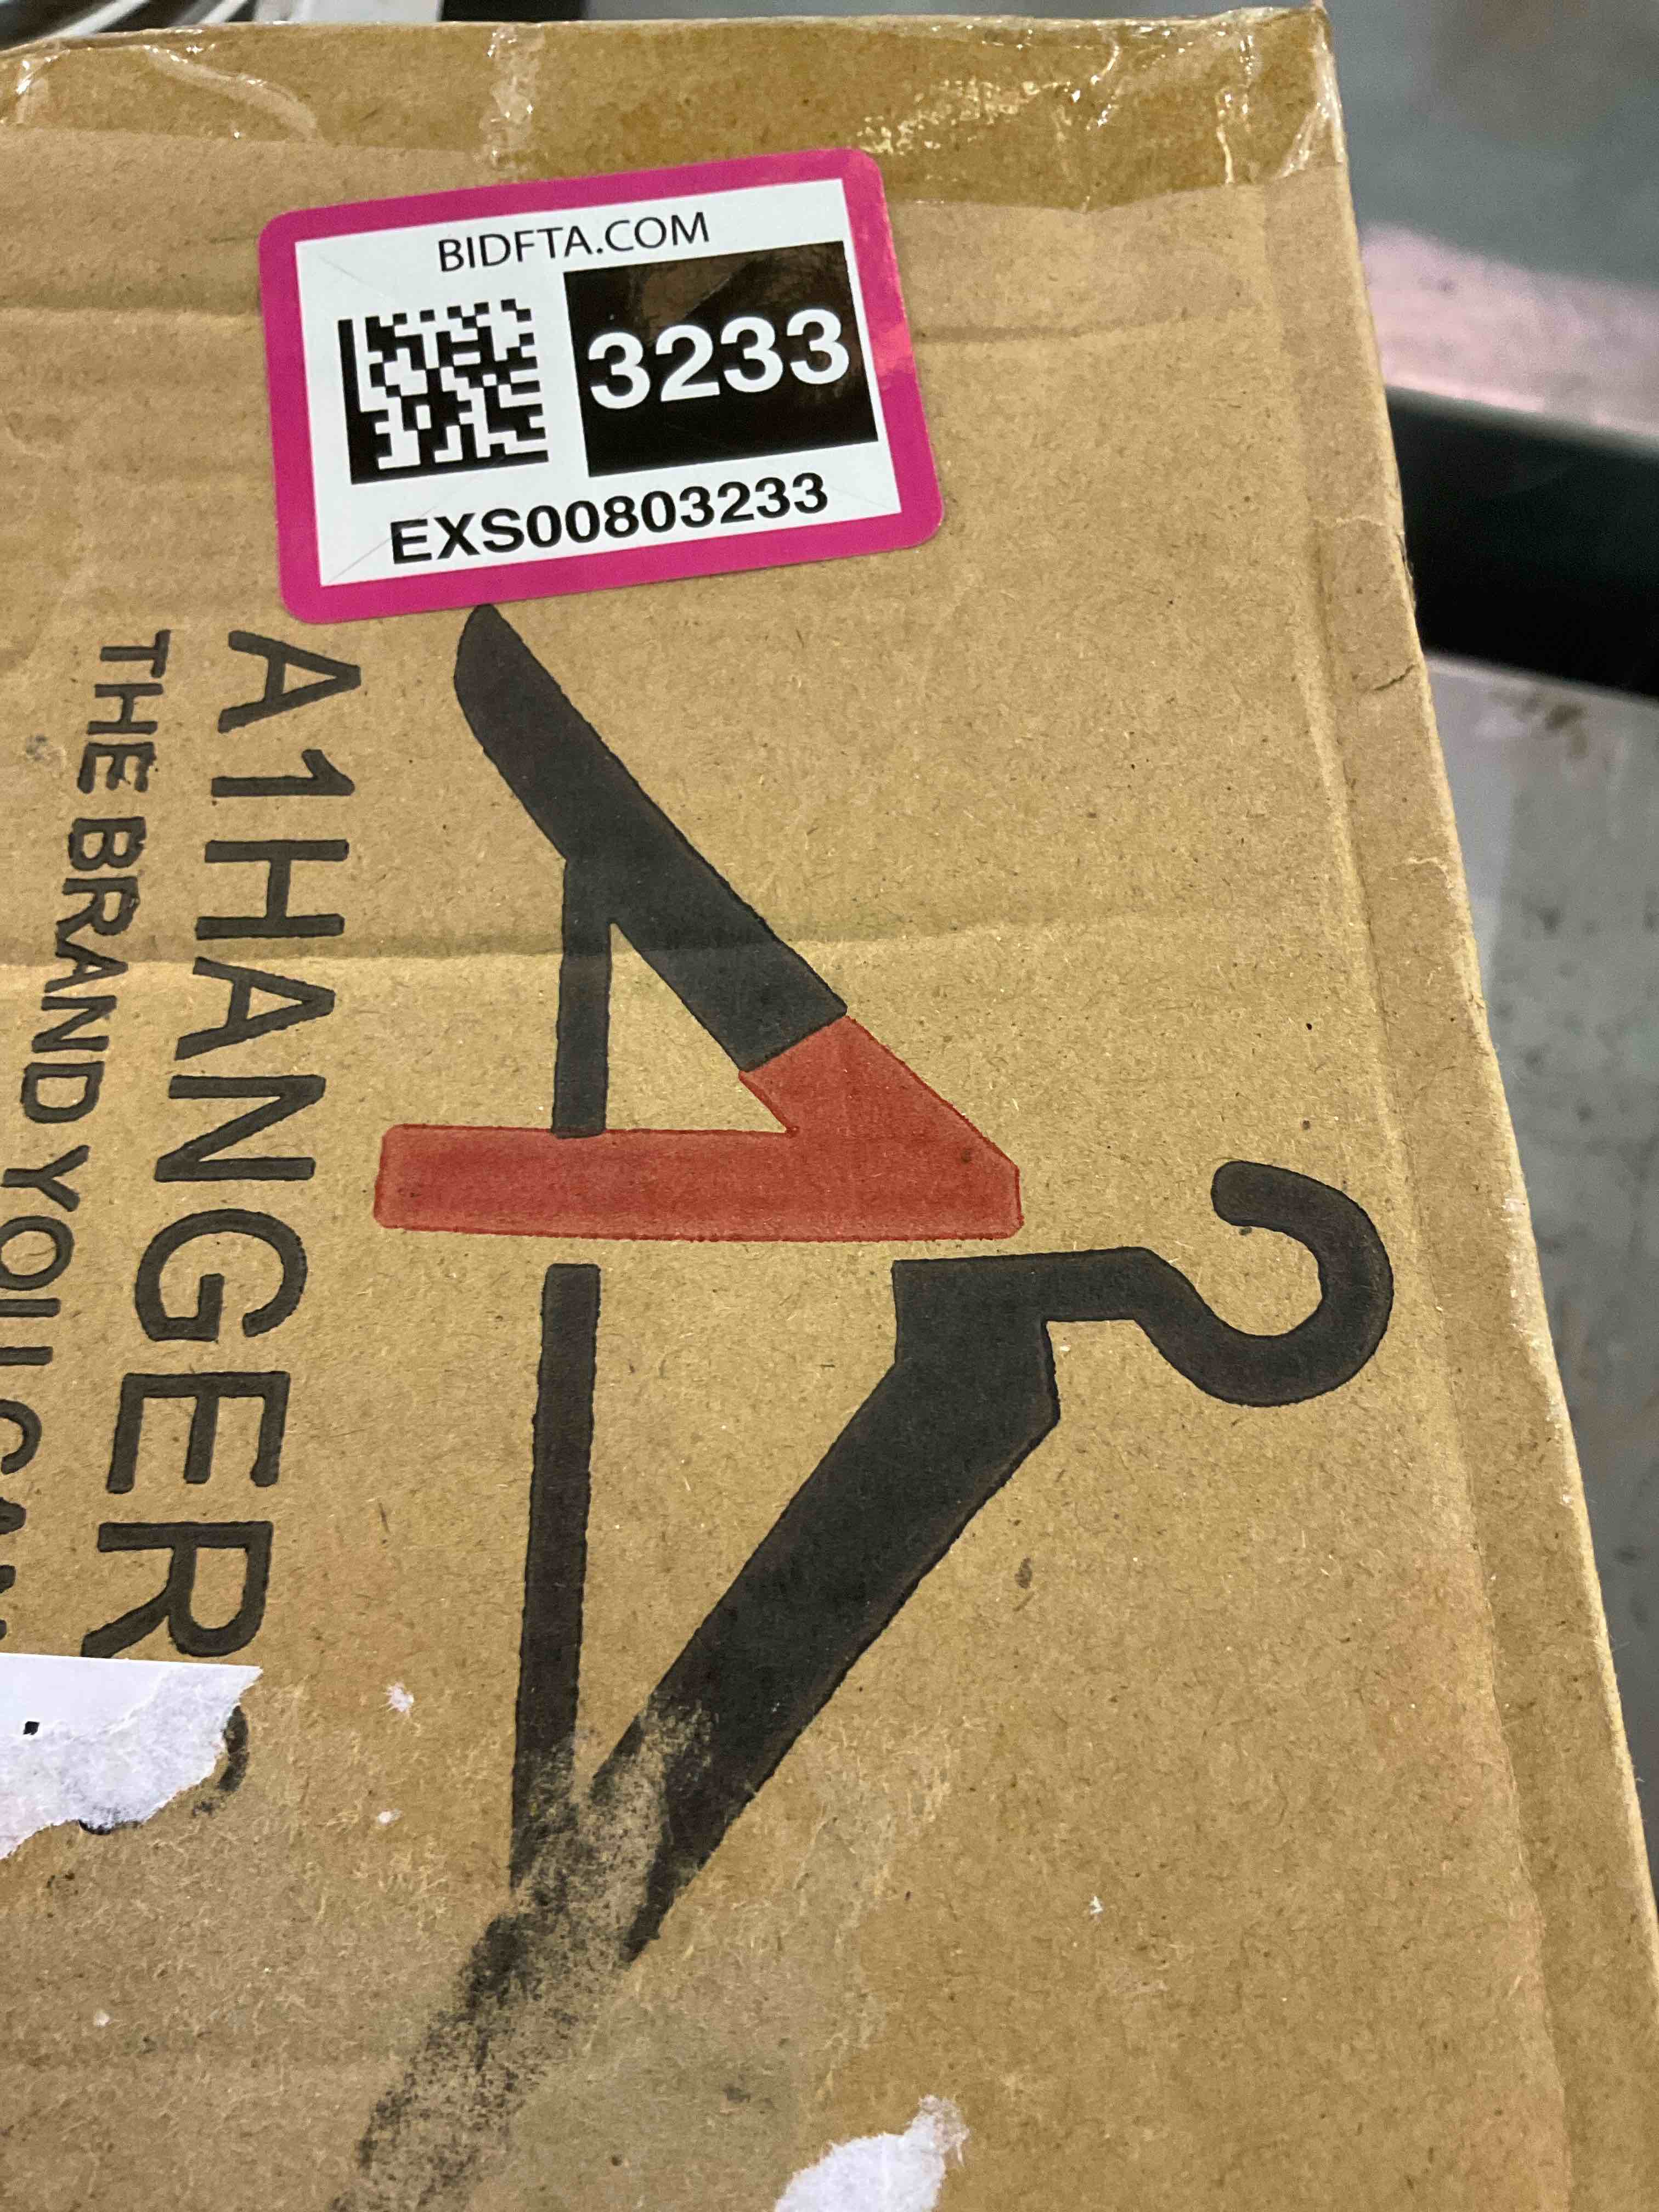 BIDFTA.COM
3233
EXS00803233
A1HANGER
THE BRAND YOU